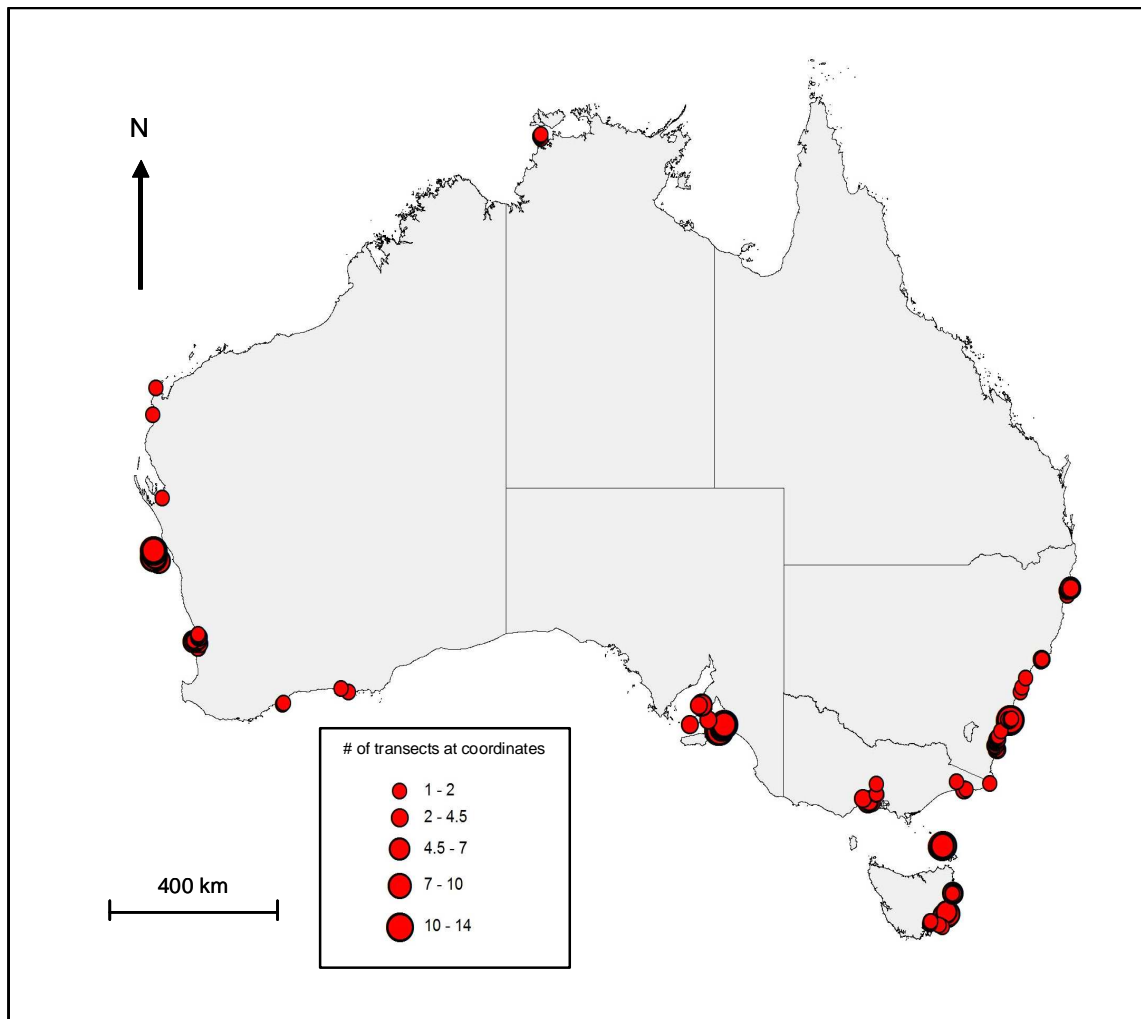 N
# of transects at coordinates
1 - 2
2 - 4.5
4.5 - 7
7 - 10
10 - 14
400 km